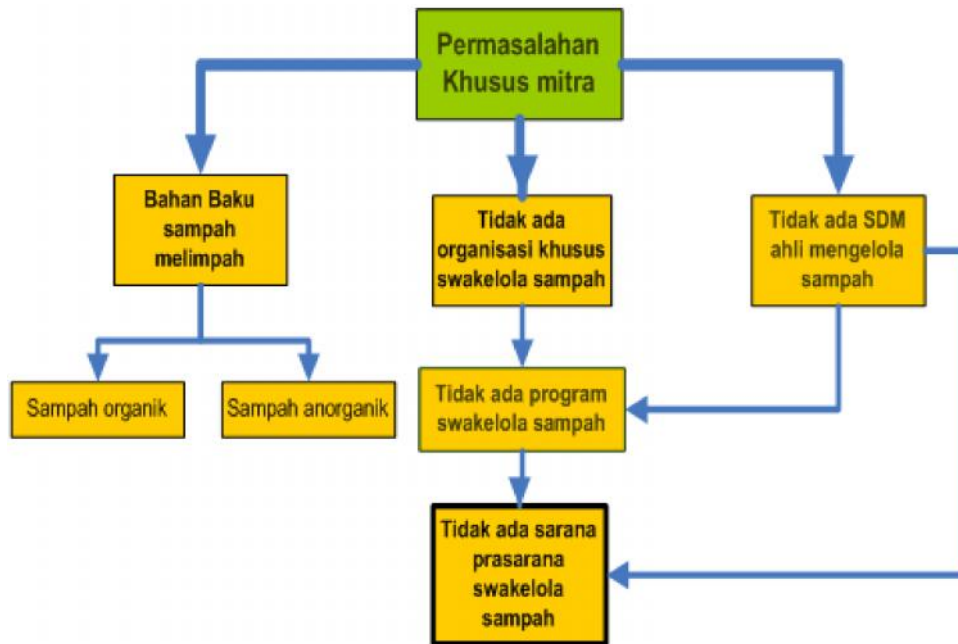 Permasalahan
Khusus mitra
Bahan Baku
sampah
melimpah
Tidak ada
organisasi khusus
swakelola sampah
Tidak ada SDM
ahli mengelola
sampah
Sampah organik
Sampah anorganik
Tidak ada program
swakelola sampah
Tidak ada sarana
prasarana
swakelola
sampah